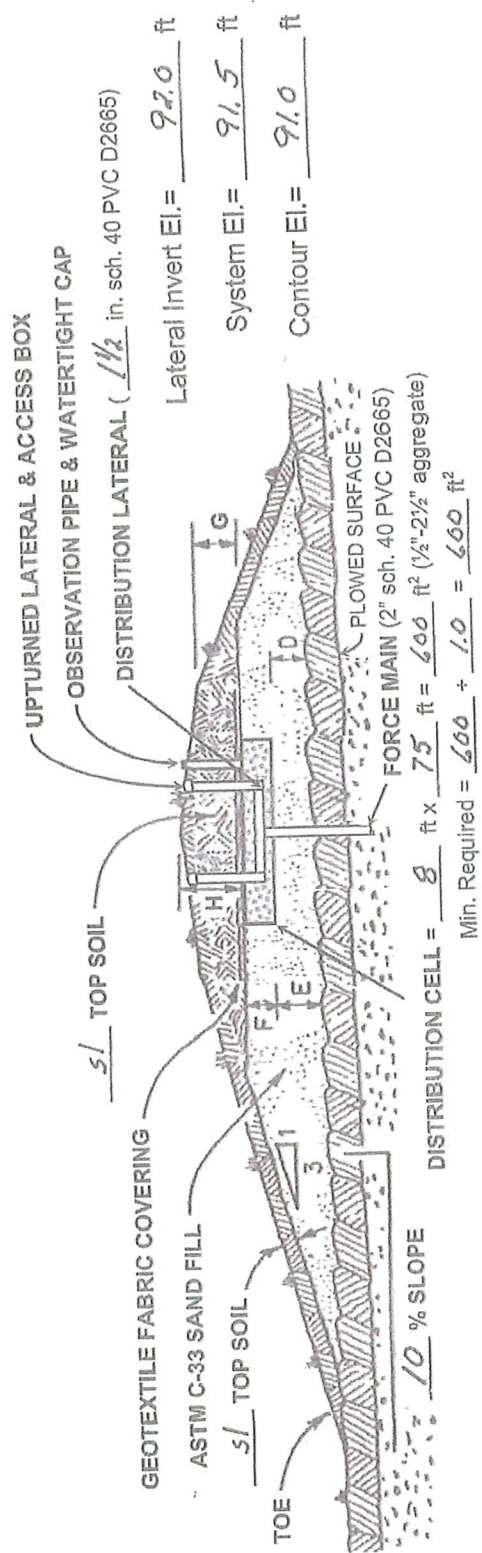 UPTURNED LATERAL & ACCESS BOX
OBSERVATION PIPE & WATERTIGHT CAP
DISTRIBUTION LATERAL ( 1½ in. sch. 40 PVC D2665)
sl TOP SOIL
GEOTEXTILE FABRIC COVERING
ASTM C-33 SAND FILL
sl TOP SOIL
TOE
Lateral Invert El.= 92.0 ft
System El.= 91.5 ft
Contour El.= 91.0 ft
H
G
F
E
D
1
3
10 % SLOPE
PLOWED SURFACE
FORCE MAIN (2" sch. 40 PVC D2665)
DISTRIBUTION CELL = 8 ft x 75 ft = 600 ft² (½"-2½" aggregate)
Min. Required = 600 ÷ 1.0 = 600 ft²